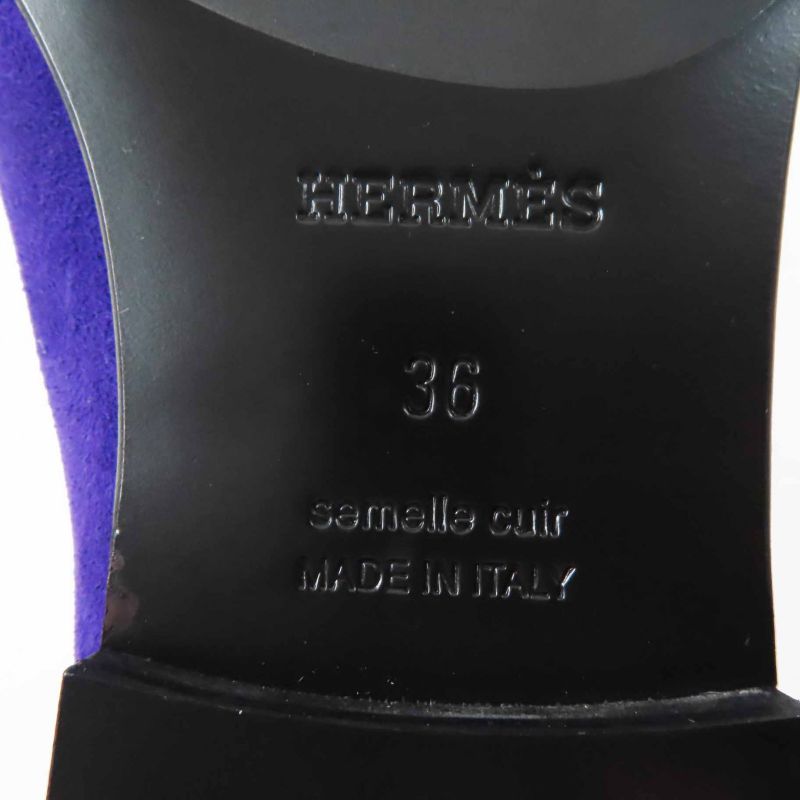 HERMÈS
36
semelle cuir
MADE IN ITALY